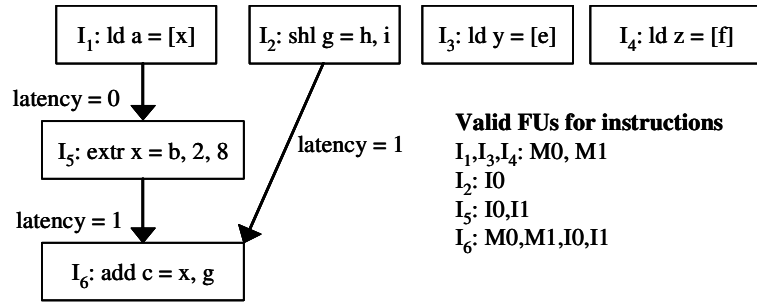 I1: ld a = [x]
I2: shl g = h, i
I3: ld y = [e]
I4: ld z = [f]
latency = 0
I5: extr x = b, 2, 8
latency = 1
latency = 1
I6: add c = x, g
Valid FUs for instructions
I1,I3,I4: M0, M1
I2: I0
I5: I0,I1
I6: M0,M1,I0,I1